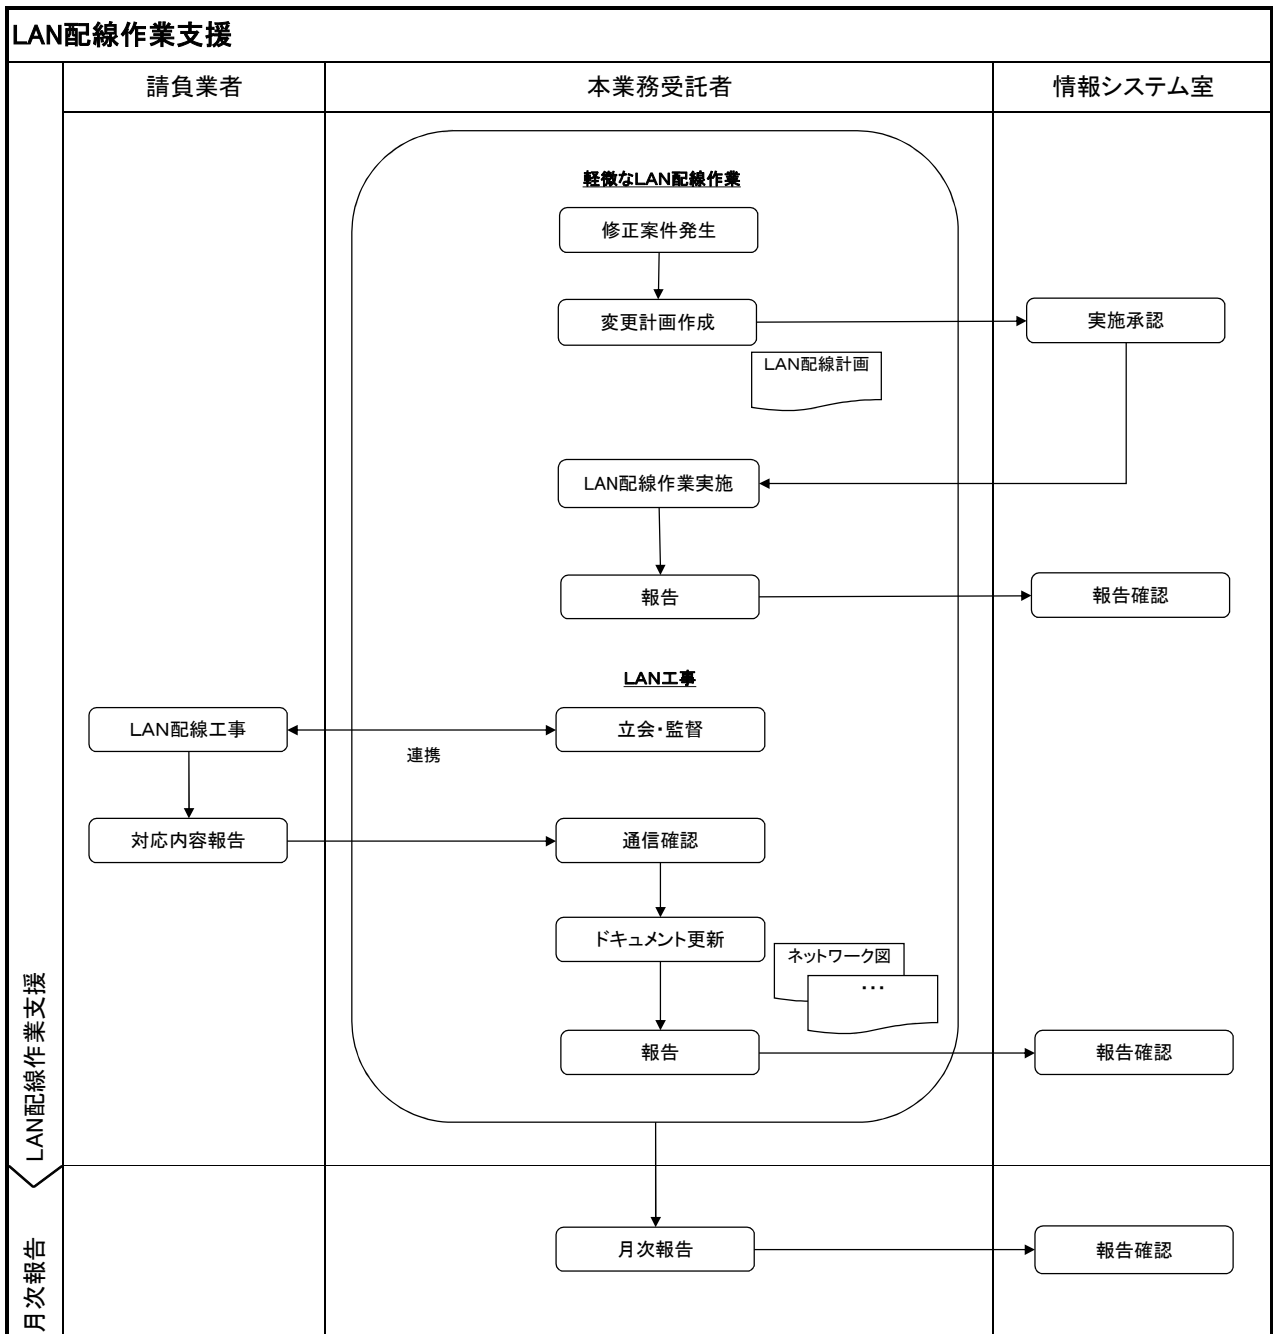 LAN配線作業支援
請負業者
本業務受託者
情報システム室
軽微なLAN配線作業
修正案件発生
変更計画作成
実施承認
LAN配線計画
LAN配線作業実施
報告
報告確認
LAN工事
LAN配線工事
立会・監督
連携
対応内容報告
通信確認
ドキュメント更新
ネットワーク図
・・・
報告
報告確認
LAN配線作業支援
月次報告
報告確認
月次報告